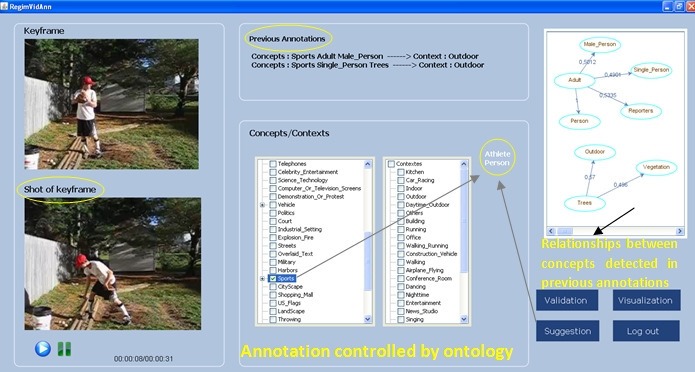 RegimVidAnn
Keyframe
Shot of keyframe
00:00:08/00:00:31
Previous Annotations
Concepts : Sports Adult Male_Person ------> Context : Outdoor
Concepts : Sports Single_Person Trees ------> Context : Outdoor
Concepts/Contexts
Telephones
Celebrity_Entertainment
Science_Technology
Computer_Or_Television_Screens
Demonstration_Or_Protest
Vehicle
Politics
Court
Industrial_Setting
Explosion_Fire
Streets
Overlaid_Text
Military
Harbors
Sports
CityScape
Shopping_Mall
US_Flags
LandScape
Throwing
Contextes
Kitchen
Car_Racing
Indoor
Outdoor
Daytime_Outdoor
Others
Building
Running
Office
Walking_Running
Construction_Vehicle
Walking
Airplane_Flying
Conference_Room
Dancing
Nighttime
Entertainment
News_Studio
Singing
Athlete
Person
Annotation controlled by ontology
Male_Person
0,5012
Single_Person
0,4901
Adult
0,5335
Reporters
Person
Outdoor
Vegetation
0,57
0,496
Trees
Relationships between
concepts detected in
previous annotations
Validation
Visualization
Suggestion
Log out